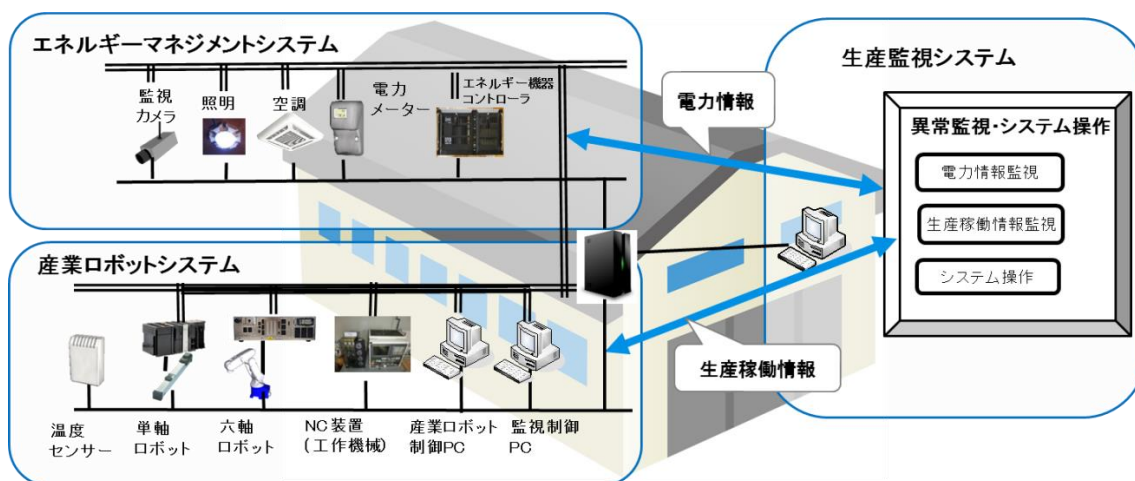 エネルギーマネジメントシステム
監視
カメラ
照明
空調
電力
メーター
エネルギー機器
コントローラ
電力情報
生産監視システム
異常監視・システム操作
電力情報監視
生産稼働情報監視
システム操作
産業ロボットシステム
生産稼働情報
温度
センサー
単軸
ロボット
六軸
ロボット
NC装置
(工作機械)
産業ロボット
制御PC
監視制御
PC